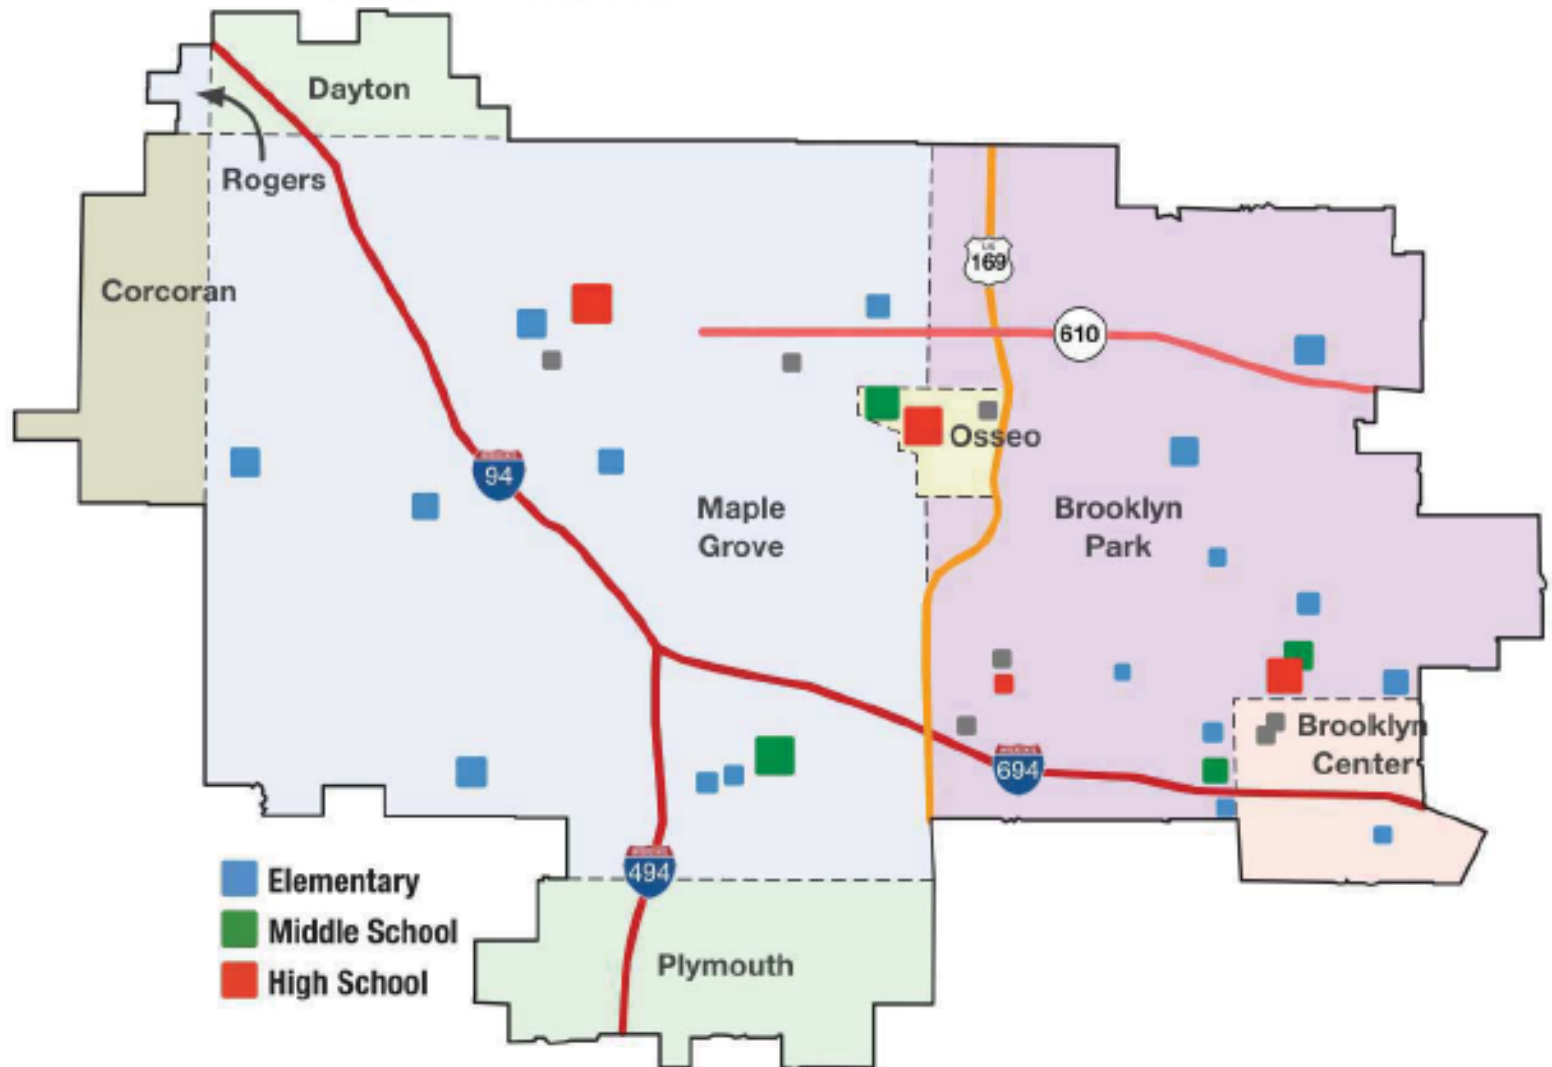 Dayton
Rogers
Corcoran
US
169
610
Osseo
94
Maple
Grove
Brooklyn
Park
Brooklyn
Center
694
494
Elementary
Middle School
High School
Plymouth